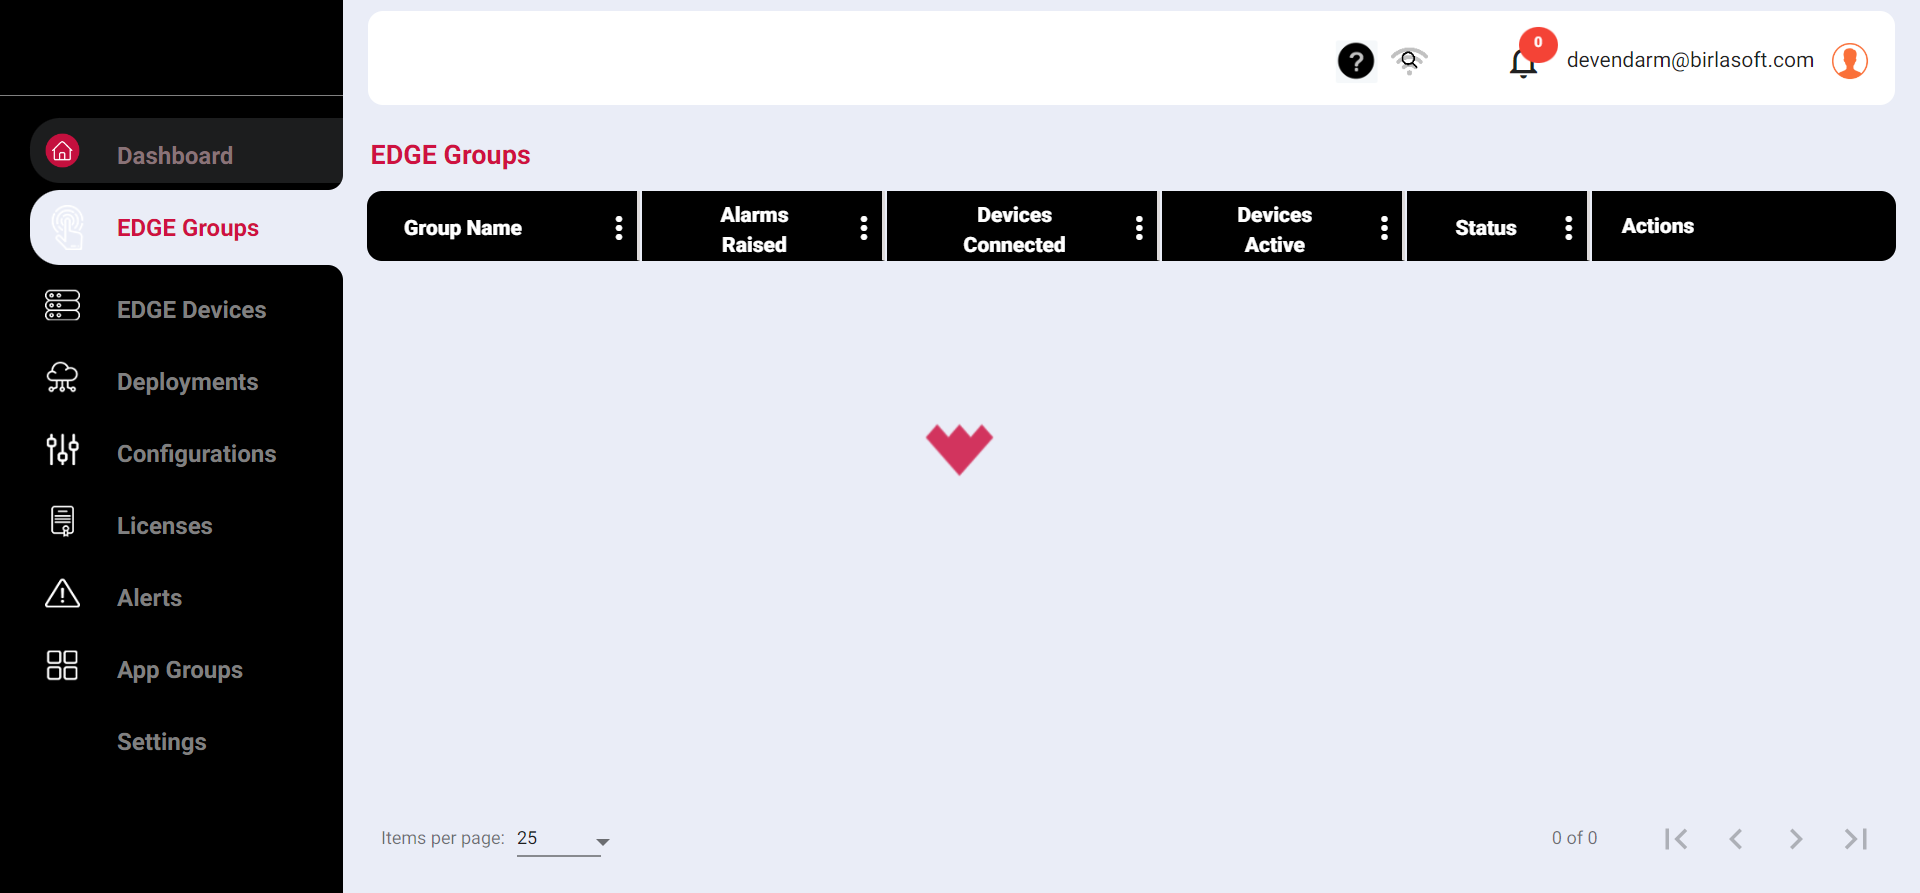 ?
0
devendarm@birlasoft.com
Dashboard
EDGE Groups
EDGE Devices
Deployments
Configurations
Licenses
Alerts
App Groups
Settings
EDGE Groups
Group Name
Alarms
Raised
Devices
Connected
Devices
Active
Status
Actions
Items per page: 25
0 of 0